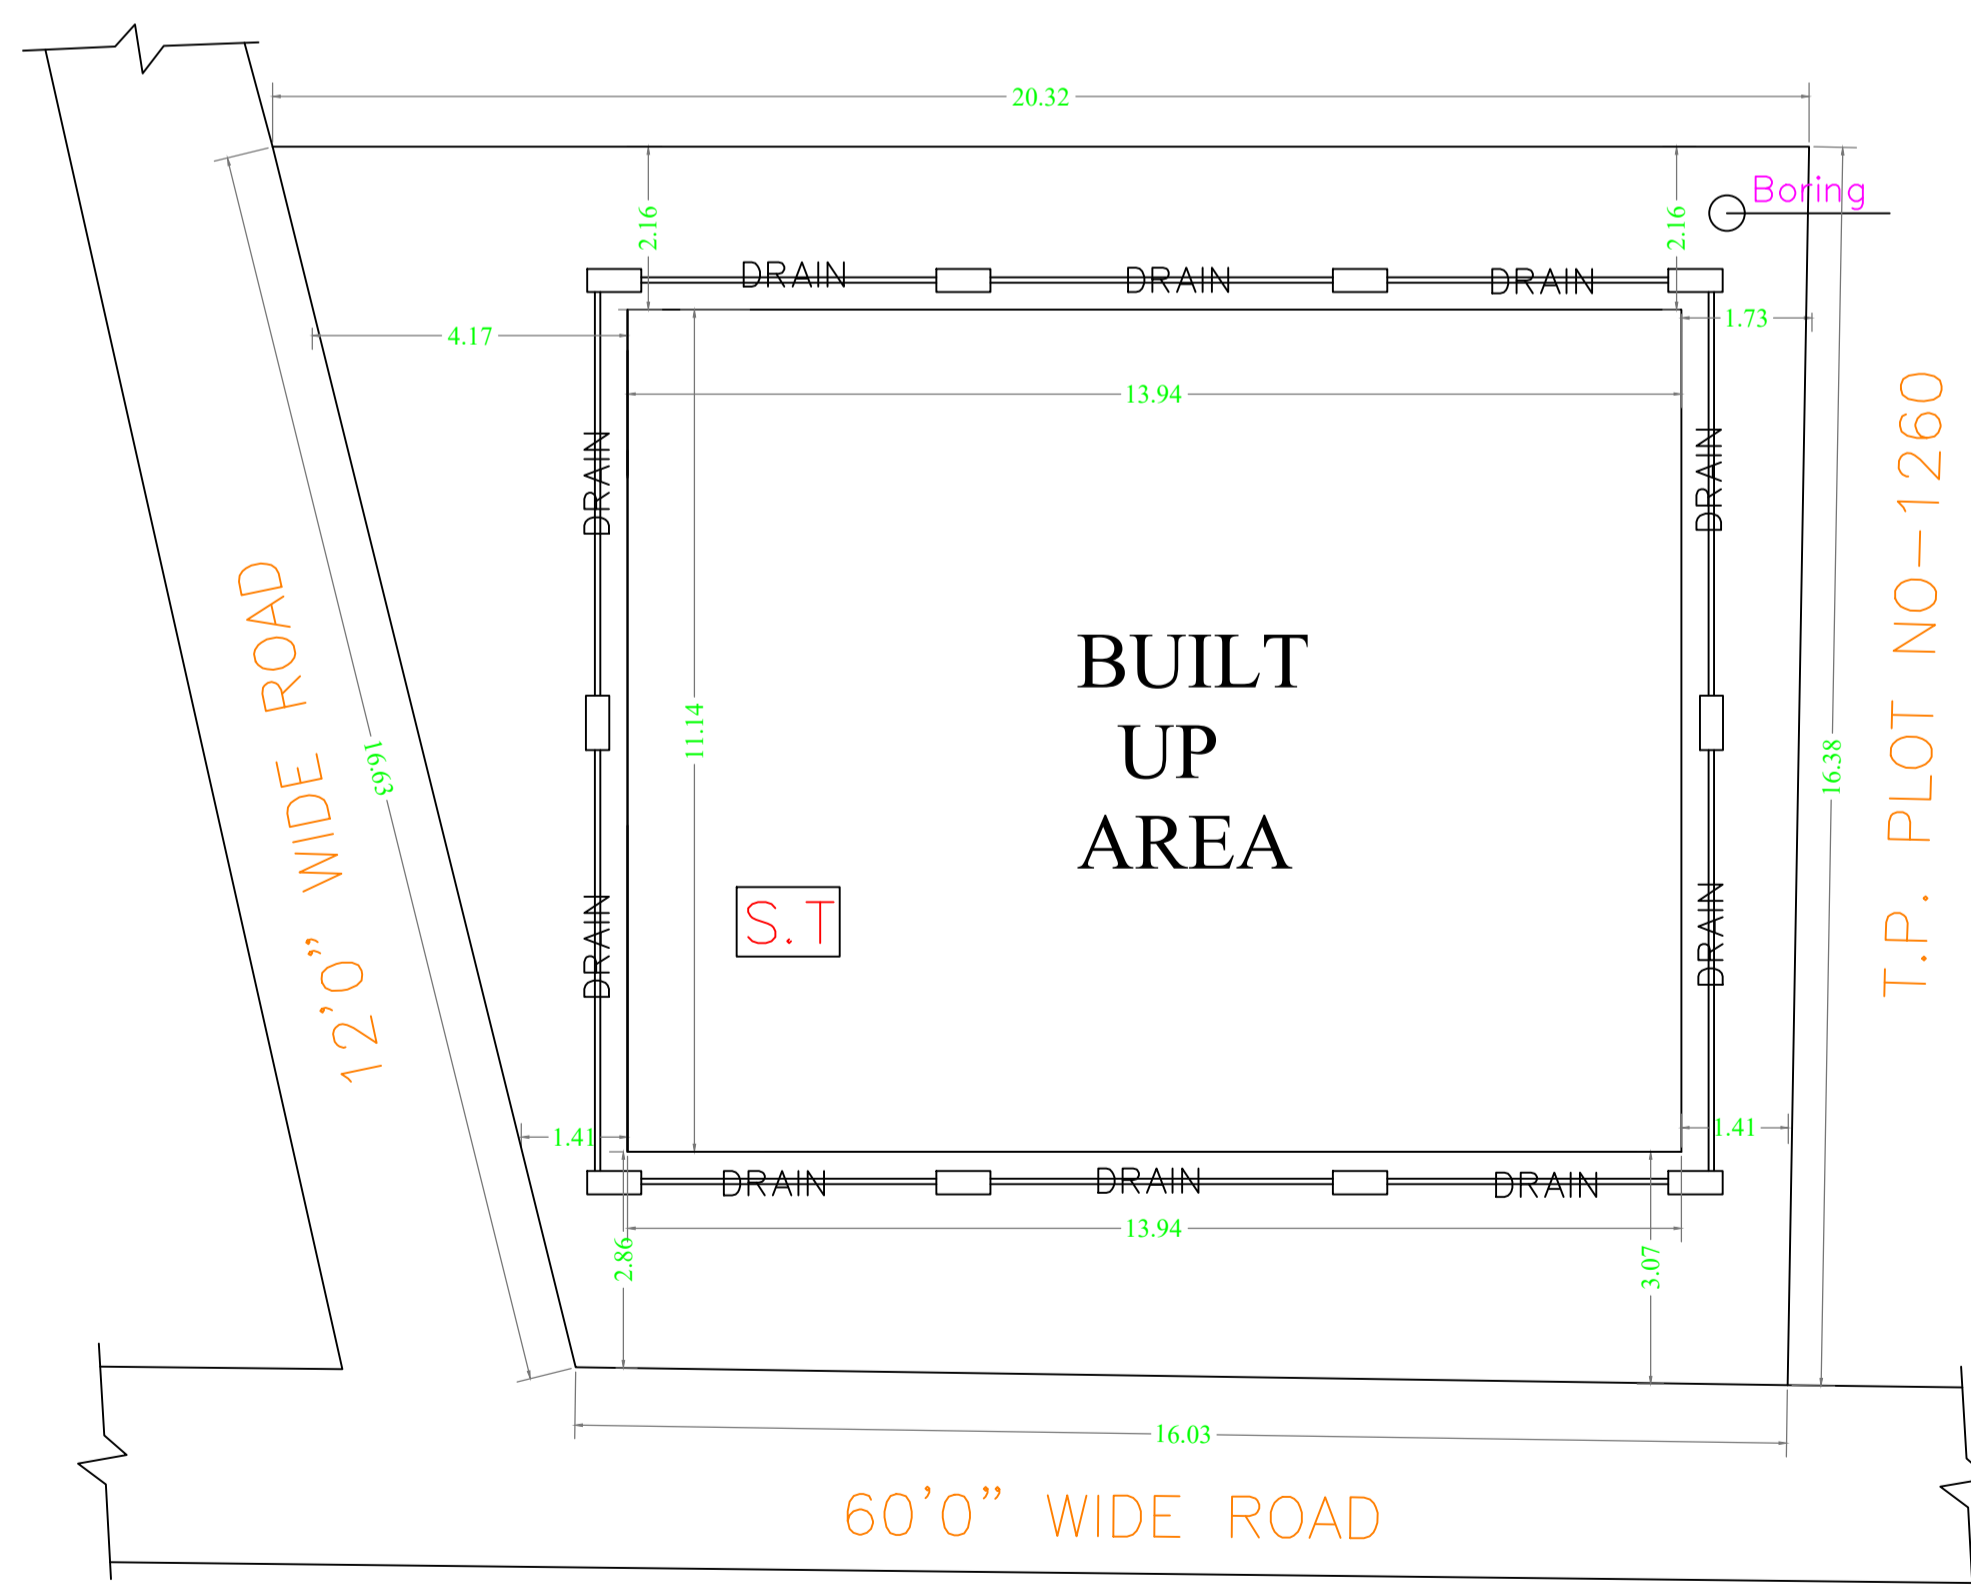 20.32
Boring
2.16
2.16
DRAIN
DRAIN
DRAIN
4.17
1.73
13.94
DRAIN
DRAIN
12'0" WIDE ROAD
16.63
11.14
BUILT
UP
AREA
16.38
T.P. PLOT NO-1260
S.T
DRAIN
DRAIN
1.41
1.41
DRAIN
DRAIN
DRAIN
13.94
2.86
3.07
16.03
60'0" WIDE ROAD